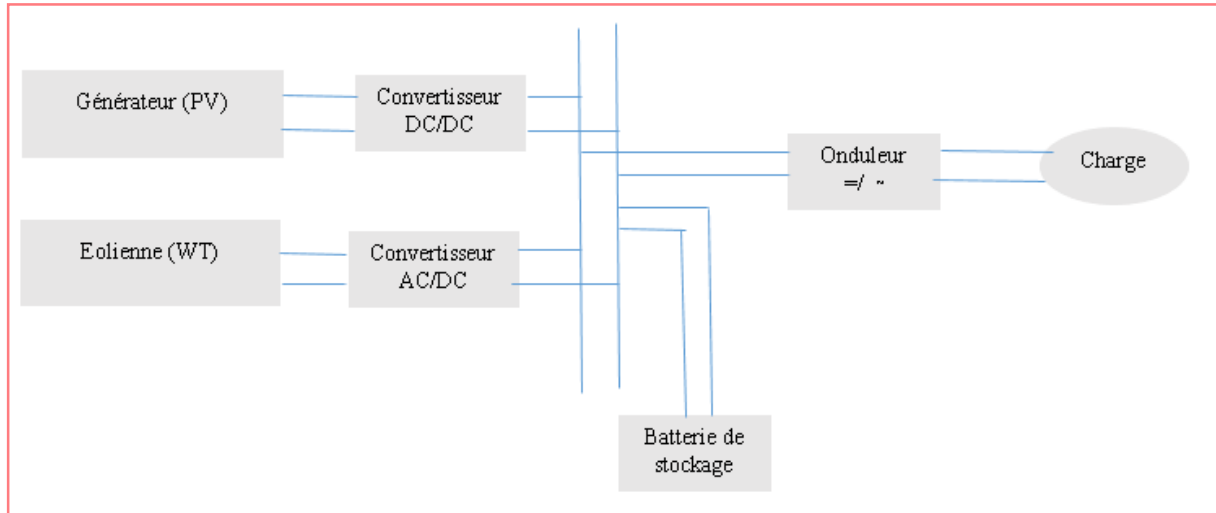 Générateur (PV)
Convertisseur
DC/DC
Onduleur
=/ ~
Charge
Eolienne (WT)
Convertisseur
AC/DC
Batterie de
stockage